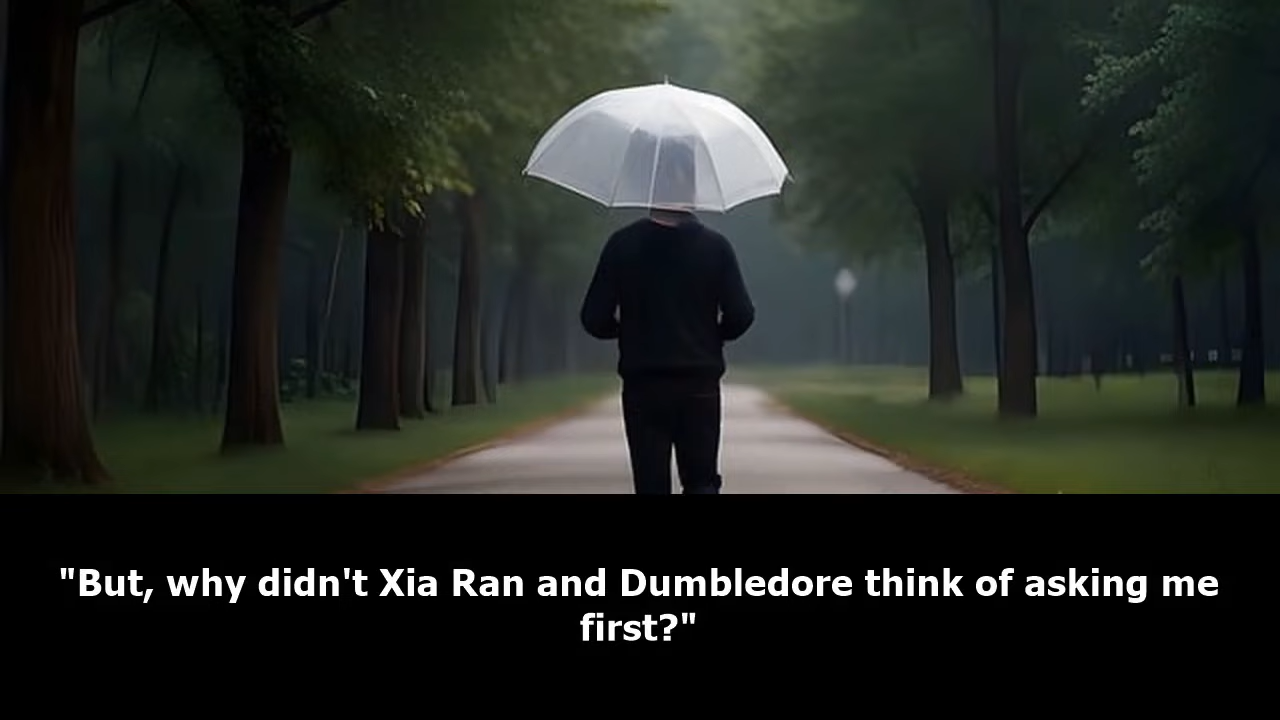 "But, why didn't Xia Ran and Dumbledore think of asking me
first?"